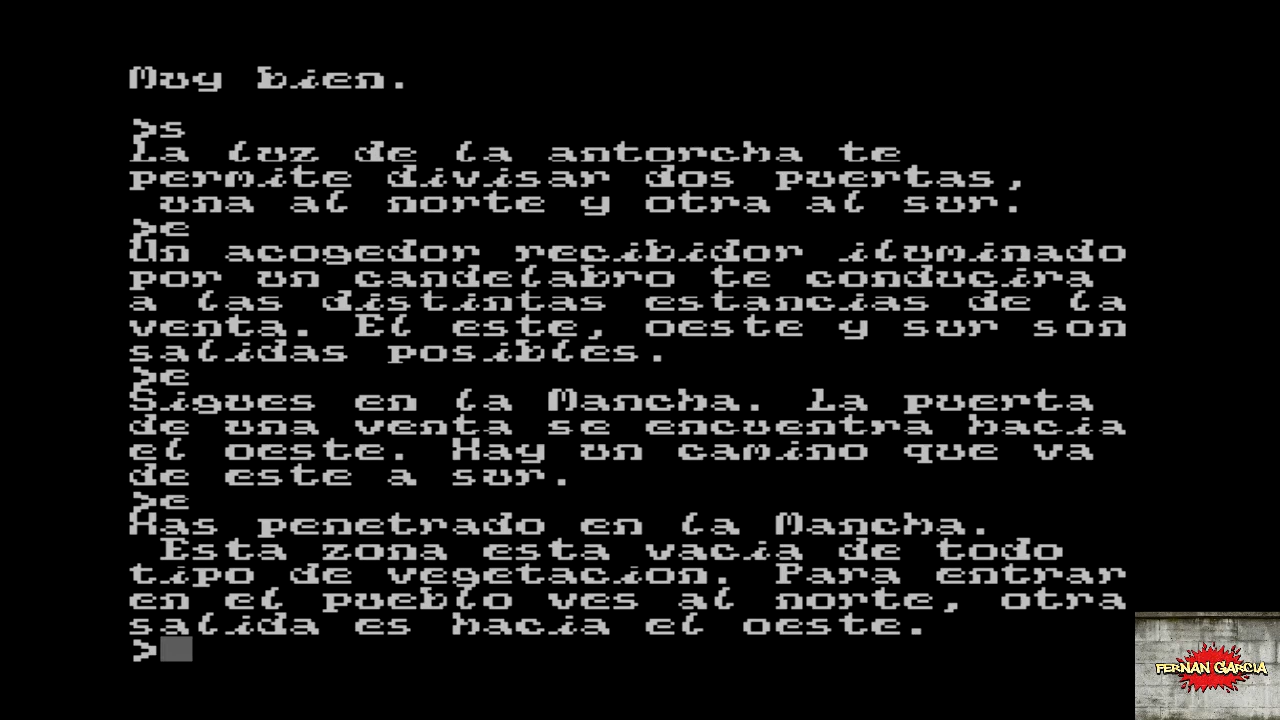 Muy bien.
>s
La luz de la antorcha te
permite divisar dos puertas,
una al norte y otra al sur.
>e
Un acogedor recibidor iluminado
por un candelabro te conducira
a las distintas estancias de la
venta. El este, oeste y sur son
salidas posibles.
>e
Sigues en la Mancha. La puerta
de una venta se encuentra hacia
el oeste. Hay un camino que va
de este a sur.
>e
Has penetrado en la Mancha.
Esta zona esta vacia de todo
tipo de vegetacion. Para entrar
en el pueblo ves al norte, otra
salida es hacia el oeste.
>
FERNAN GARCIA